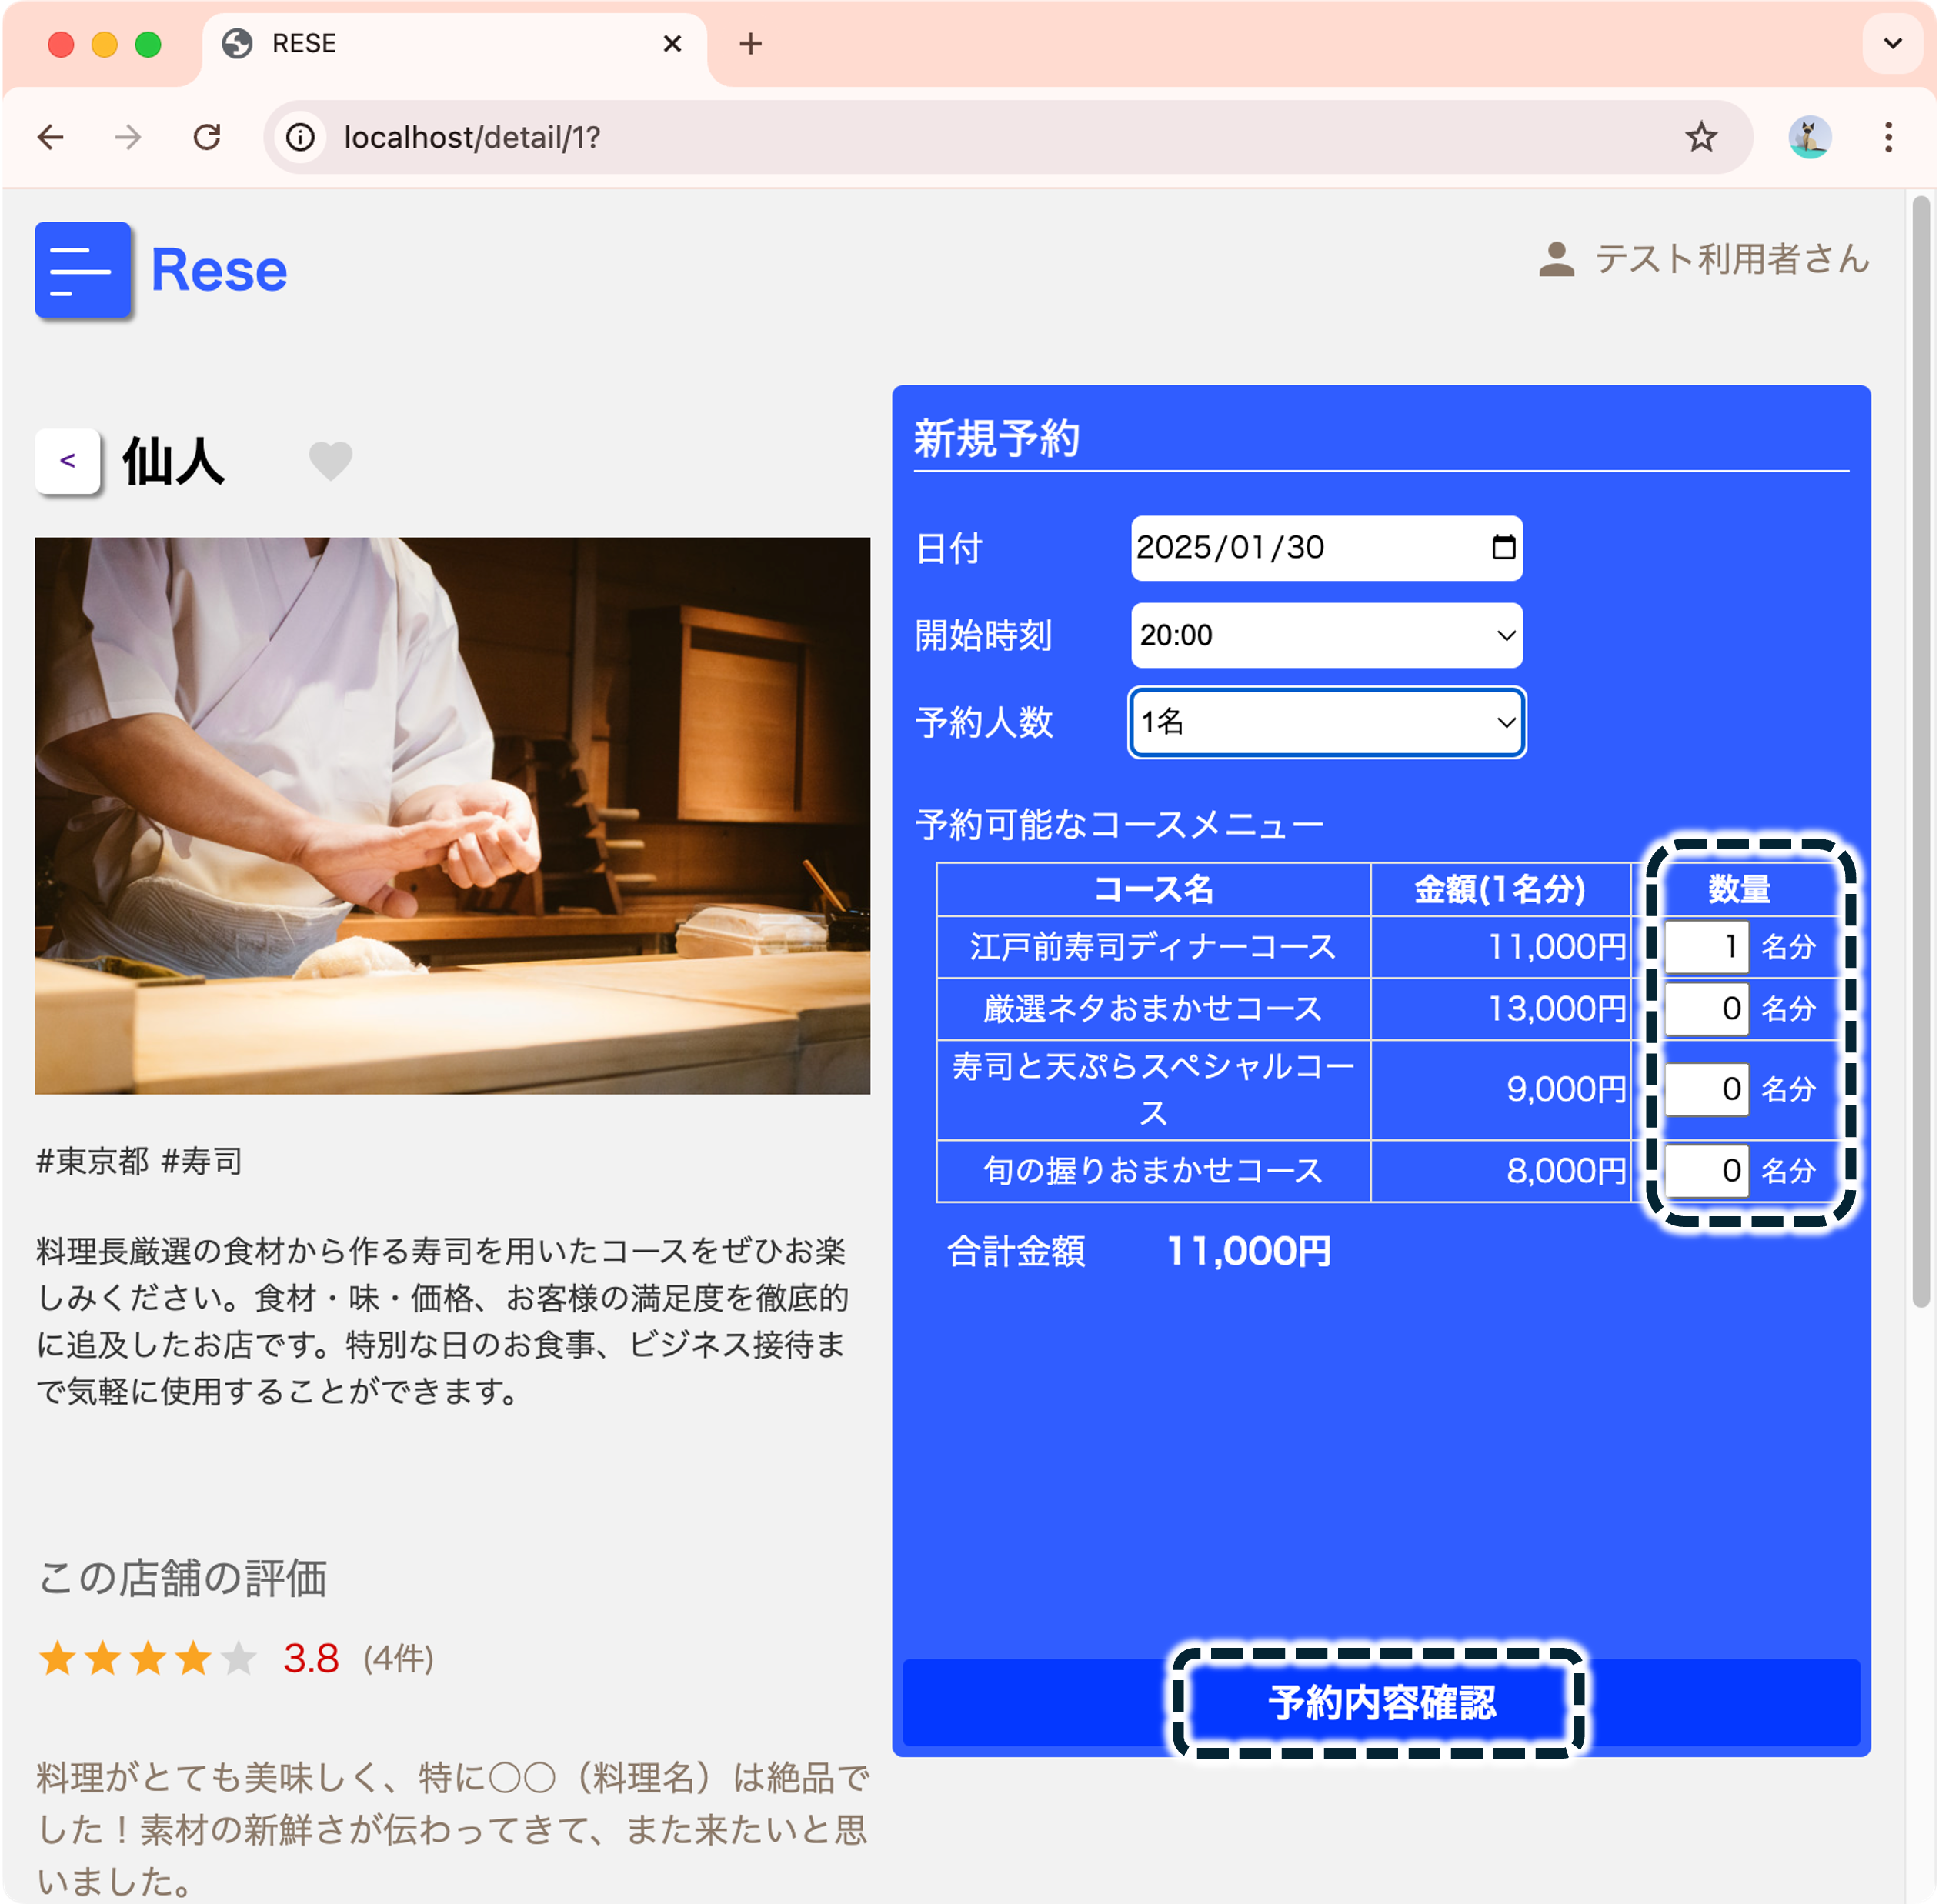 RESE
localhost/detail/1?
Rese
テスト利用者さん
< 仙人
#東京都 #寿司
料理長厳選の食材から作る寿司を用いたコースをぜひお楽
しみください。食材・味・価格、お客様の満足度を徹底的
に追及したお店です。特別な日のお食事、ビジネス接待ま
で気軽に使用することができます。
この店舗の評価
3.8 (4件)
料理がとても美味しく、特に〇〇（料理名）は絶品で
した！素材の新鮮さが伝わってきて、また来たいと思
いました。
新規予約
日付 2025/01/30
開始時刻 20:00
予約人数 1名
予約可能なコースメニュー
コース名 金額(1名分) 数量
江戸前寿司ディナーコース 11,000円 1 名分
厳選ネタおまかせコース 13,000円 0 名分
寿司と天ぷらスペシャルコー
ス 9,000円 0 名分
旬の握りおまかせコース 8,000円 0 名分
合計金額 11,000円
予約内容確認